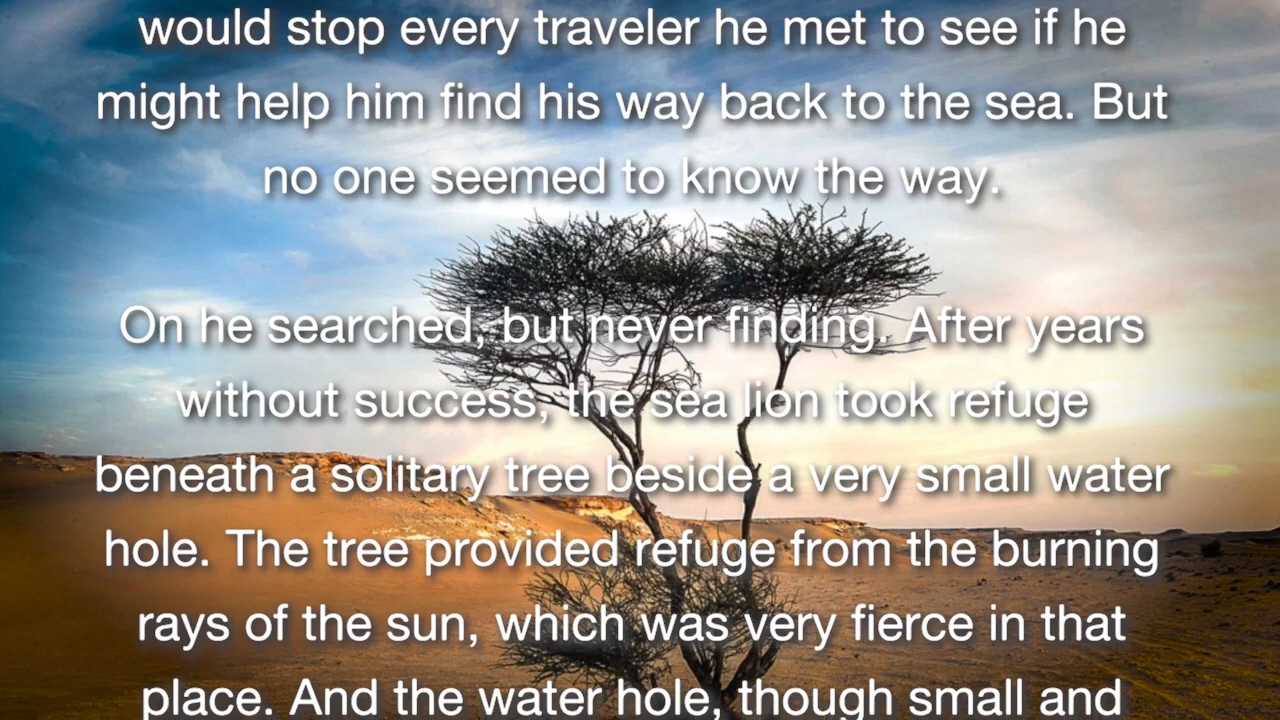 would stop every traveler he met to see if he
might help him find his way back to the sea. But
no one seemed to know the way.
On he searched, but never finding. After years
without success, the sea lion took refuge
beneath a solitary tree beside a very small water
hole. The tree provided refuge from the burning
rays of the sun, which was very fierce in that
place. And the water hole, though small and